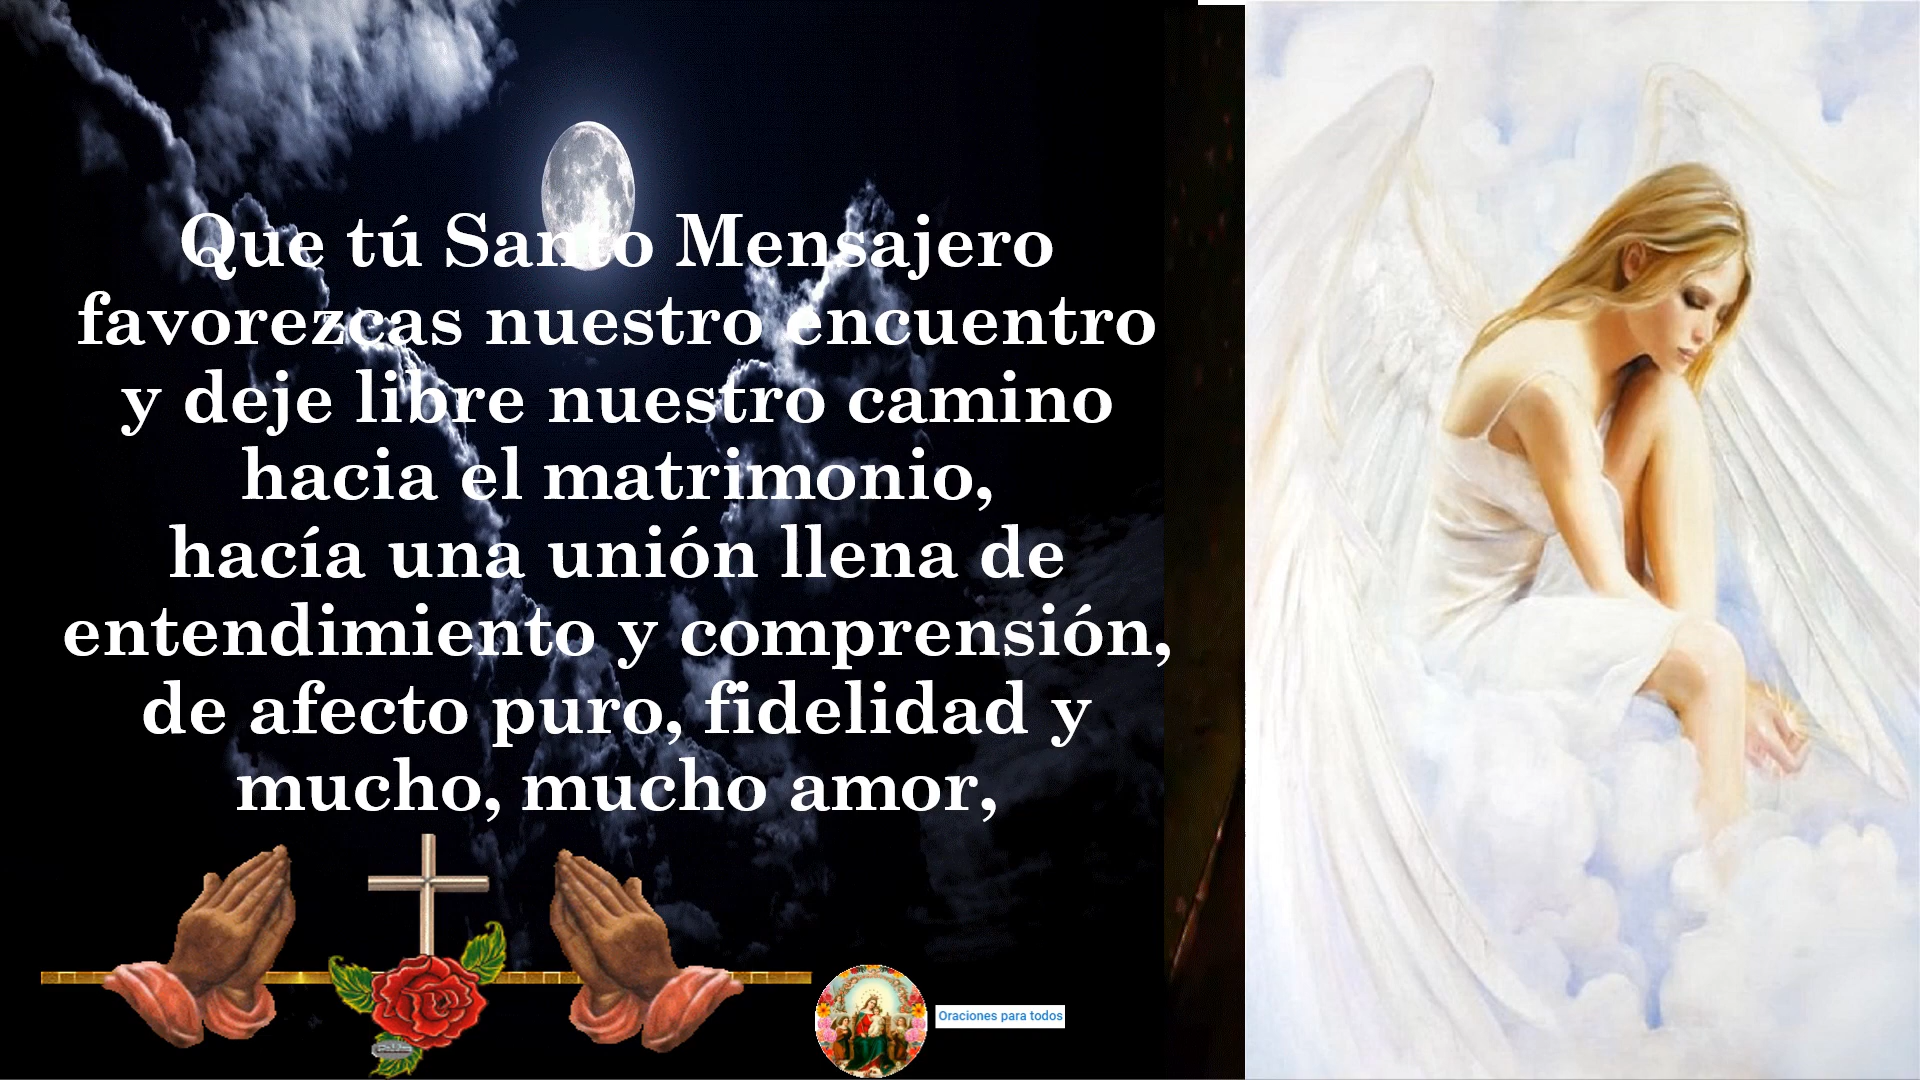 Que tú Santo Mensajero
favorezcas nuestro encuentro
y deje libre nuestro camino
hacia el matrimonio,
hacía una unión llena de
entendimiento y comprensión,
de afecto puro, fidelidad y
mucho, mucho amor,
Oraciones para todos